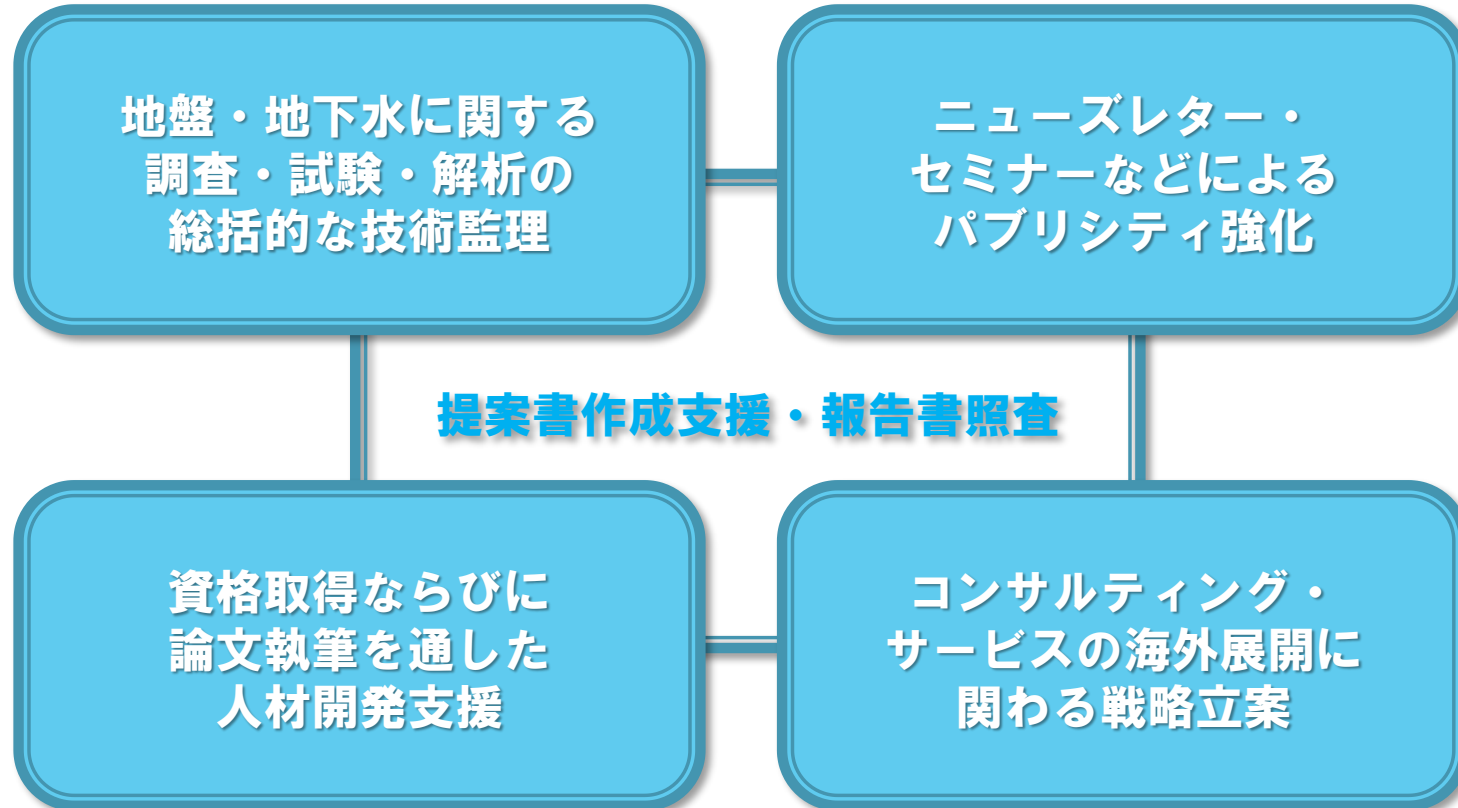 地盤・地下水に関する
調査・試験・解析の
総括的な技術監理
ニューズレター・
セミナーなどによる
パブリシティ強化
提案書作成支援・報告書照査
資格取得ならびに
論文執筆を通した
人材開発支援
コンサルティング・
サービスの海外展開に
関わる戦略立案